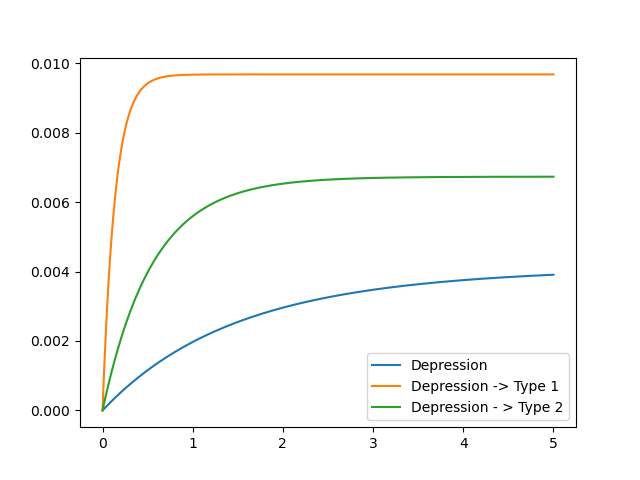 0.010
0.008
0.006
0.004
0.002
0.000
0 1 2 3 4 5
Depression
Depression -> Type 1
Depression - > Type 2